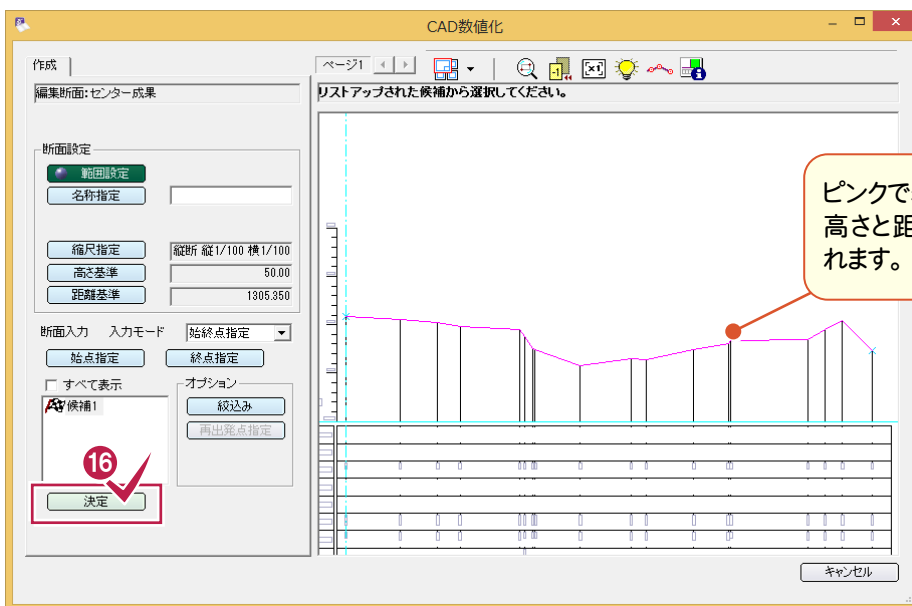 CAD数値化
作成
ページ1
編集断面:センター成果
リストアップされた候補から選択してください。
断面設定
範囲設定
名称指定
縮尺指定
縦断 縦1/100 横1/100
高さ基準
50.00
距離基準
1305.350
断面入力 入力モード
始終点指定
始点指定
終点指定
すべて表示
候補1
オプション
絞込み
再出発点指定
16
決定
ピンクで
高さと距
れます。
キャンセル